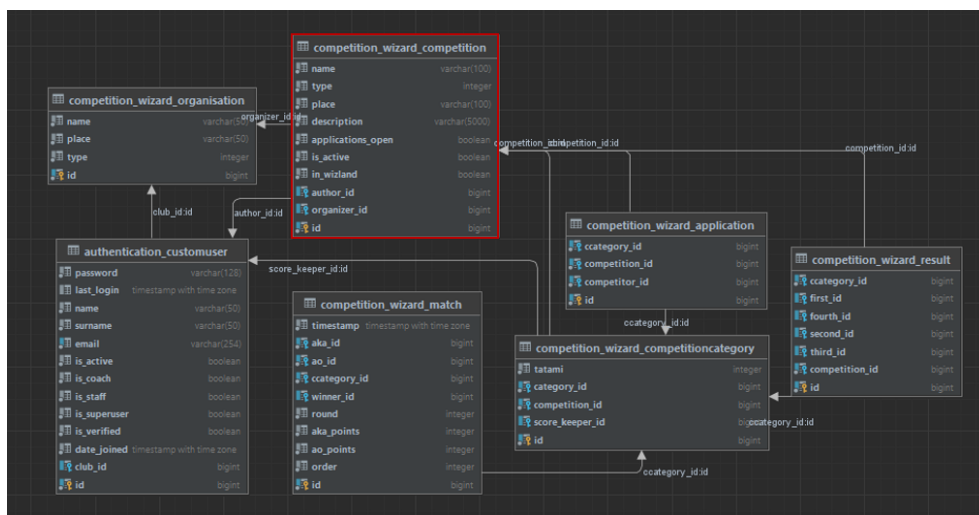 competition_wizard_organisation
name varchar(50)
place varchar(50)
type integer
id bigint
organizer_id:id
competition_wizard_competition
name varchar(100)
type integer
place varchar(100)
description varchar(5000)
applications_open boolean
is_active boolean
in_wizland boolean
author_id bigint
organizer_id bigint
id bigint
club_id:id
author_id:id
competition_id:id
competition_id:id
competition_id:id
authentication_customuser
password varchar(128)
last_login timestamp with time zone
name varchar(50)
surname varchar(50)
email varchar(254)
is_active boolean
is_coach boolean
is_staff boolean
is_superuser boolean
is_verified boolean
date_joined timestamp with time zone
club_id bigint
id bigint
score_keeper_id:id
competition_wizard_match
timestamp timestamp with time zone
aka_id bigint
ao_id bigint
ccategory_id bigint
winner_id bigint
round integer
aka_points integer
ao_points integer
order integer
id bigint
competition_wizard_application
ccategory_id bigint
competition_id bigint
competitor_id bigint
id bigint
ccategory_id:id
competition_wizard_competitioncategory
tatami integer
category_id bigint
competition_id bigint
score_keeper_id bigint
id bigint
ccategory_id:id
ccategory_id:id
competition_wizard_result
ccategory_id bigint
first_id bigint
fourth_id bigint
second_id bigint
third_id bigint
competition_id bigint
id bigint